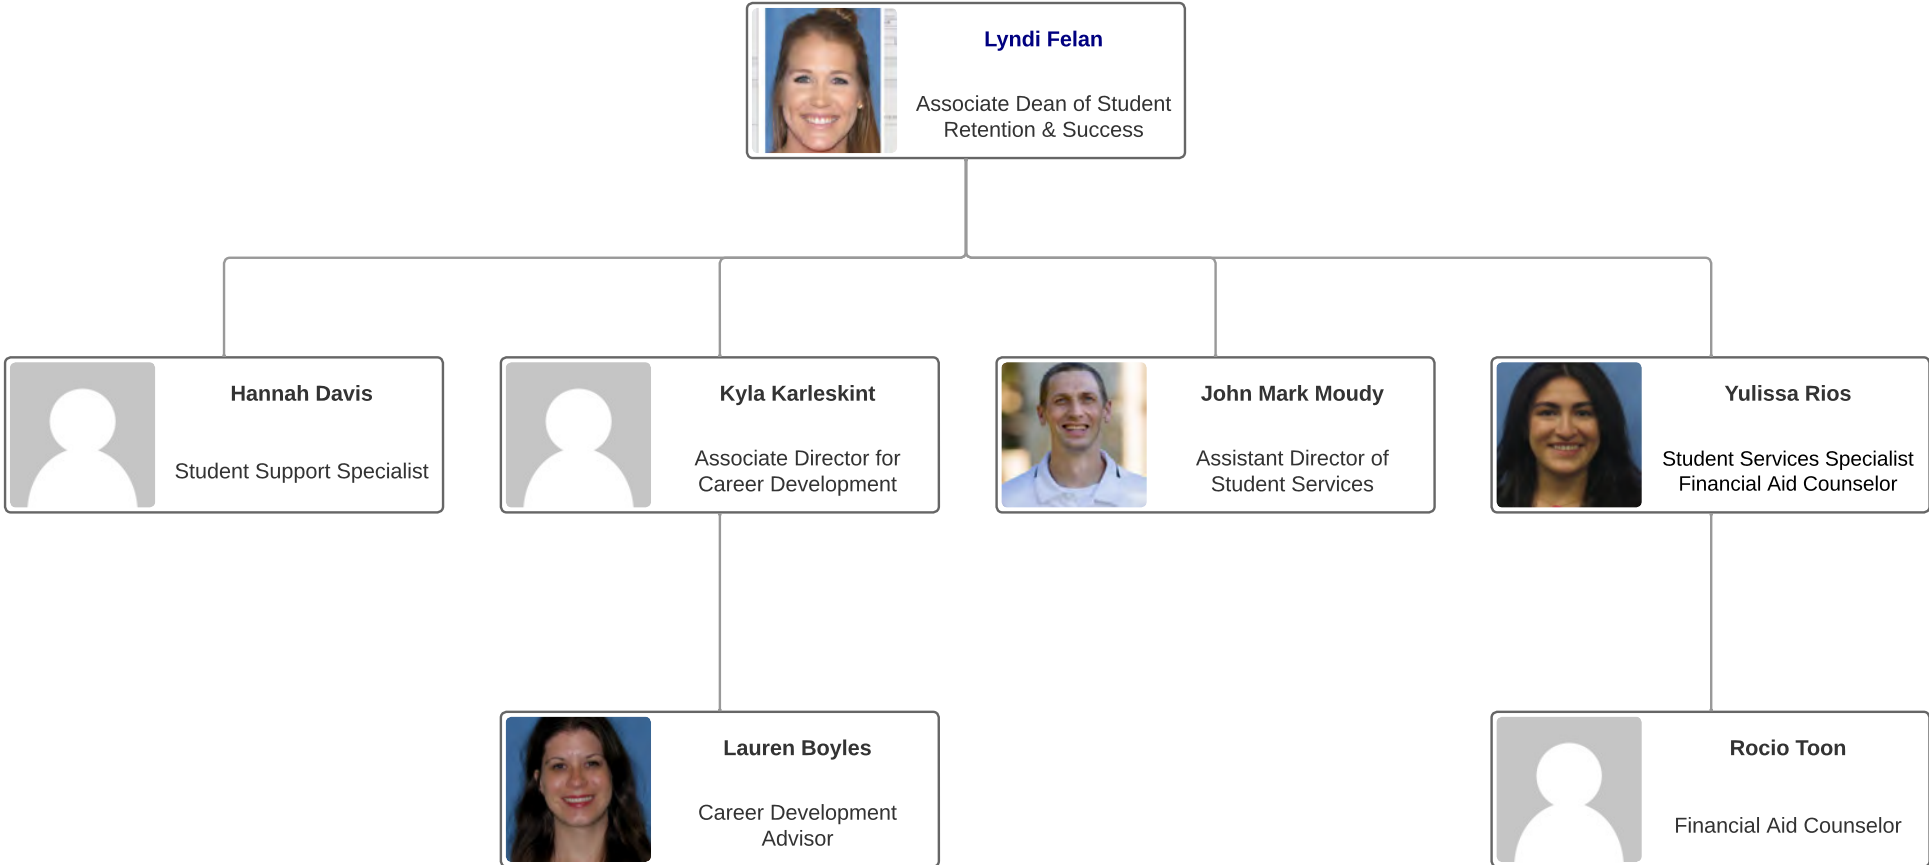 Lyndi Felan
Associate Dean of Student
Retention & Success
Hannah Davis
Student Support Specialist
Kyla Karleskint
Associate Director for
Career Development
John Mark Moudy
Assistant Director of
Student Services
Yulissa Rios
Student Services Specialist
Financial Aid Counselor
Lauren Boyles
Career Development
Advisor
Rocio Toon
Financial Aid Counselor